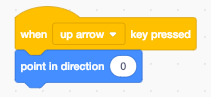 when up arrow key pressed
point in direction 0